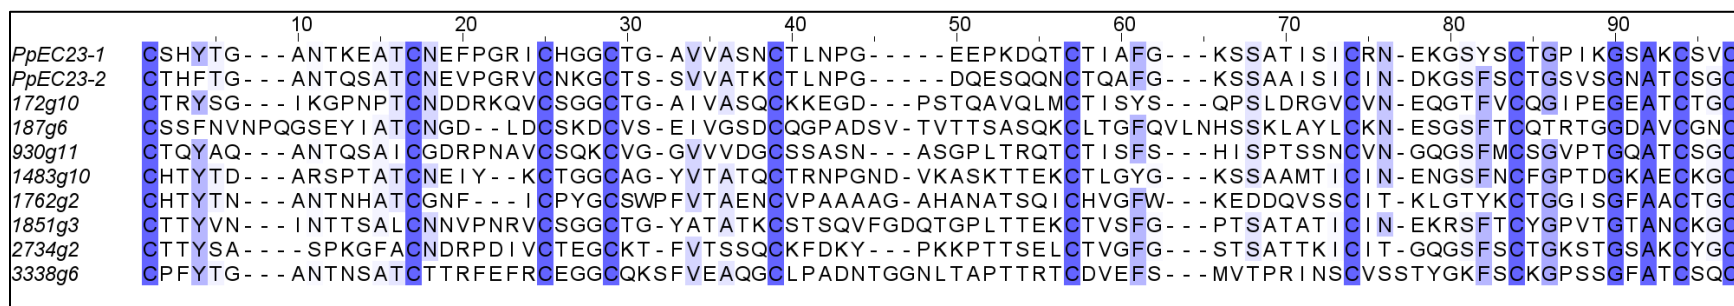 10 20 30 40 50 60 70 80 90
PpEC23-1 CSHYTG---ANTKEATCNEFPGRICHGGCTG-AVVASNCTLNPG-----EEPKDQTCTIAFG---KSSATISICRN-EKGSYSCTGPIKGSAKCSVC
PpEC23-2 CTHFTG---ANTQSATCNEVPGRVCNKGCTS-SVVATKCTLNPG-----DQESQQNCTQAFG---KSSAAISICIN-DKGSFSCTGSVSGNATCSGC
172g10 CTRYSG---IKGPNPTCNDDRKQVCSGGCTG-AIVASQCKKEGD---PSTQAVQLMCTISYS---QPSLDRGVCVN-EQGTFVCQGIPEGEATCTGC
187g6 CSSFNVNPQGSEYIATCNGD--LDCSKDCVS-EIVGSDCQGPADSV-TVTTSASQKCLTGFQVLNHSSKLAYLCKN-ESGSFTCQTRTGGDAVCGNC
930g11 CTQYAQ---ANTQSAICGDRPNAVCSQKCVG-GVVVDGCSSASN---ASGPLTRQTCTISFS---HISPTSSNCVN-GQGSFMCSGVPTGQATCSGC
1483g10 CHTYTD---ARSPTATCNEIY--KCTGGCAG-YVTATQCTRNPGND-VKASKTTEKCTLGYG---KSSAAMTICIN-ENGSFNCFGPTDGKAECKGC
1762g2 CHTYTN---ANTNHATCGNF---ICPYGCSWPFVTAENCVPAAAAG-AHANATSQICHVGFW---KEDDQVSSCIT-KLGTYKCTGGISGFAACTGC
1851g3 CTTYVN---INTTSALCNNVPNRVCSGGCTG-YATATKCSTSQVFGDQTGPLTTEKCTVSFG---PTSATATICIN-EKRSFTCYGPVTGTANCKGC
2734g2 CTTYSA----SPKGFACNDRPDIVCTEGCKT-FVTSSQCKFDKY---PKKPTTSELCTVGFG---STSATTKICIT-GQGSFSCTGKSTGSAKCYGC
3338g6 CPFYTG---ANTNSATCTTRFEFRCEGGCQKSFVEAQGCLPADNTGGNLTAPTTRTCDVEFS---MVTPRINSCVSSTYGKFSCKGPSSGFATCSQC